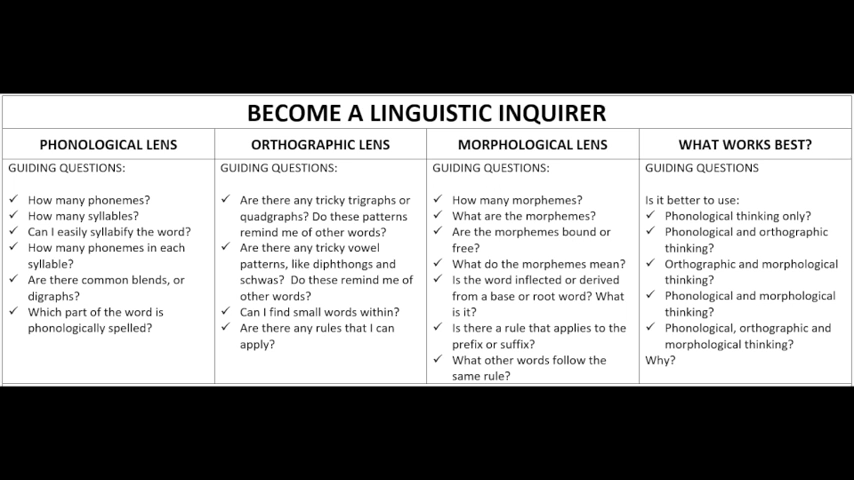 BECOME A LINGUISTIC INQUIRER
PHONOLOGICAL LENS
GUIDING QUESTIONS:
✓ How many phonemes?
✓ How many syllables?
✓ Can I easily syllabify the word?
✓ How many phonemes in each
syllable?
✓ Are there common blends, or
digraphs?
✓ Which part of the word is
phonologically spelled?
ORTHOGRAPHIC LENS
GUIDING QUESTIONS:
✓ Are there any tricky trigraphs or
quadgraphs? Do these patterns
remind me of other words?
✓ Are there any tricky vowel
patterns, like diphthongs and
schwas? Do these remind me of
other words?
✓ Can I find small words within?
✓ Are there any rules that I can
apply?
MORPHOLOGICAL LENS
GUIDING QUESTIONS:
✓ How many morphemes?
✓ What are the morphemes?
✓ Are the morphemes bound or
free?
✓ What do the morphemes mean?
✓ Is the word inflected or derived
from a base or root word? What
is it?
✓ Is there a rule that applies to the
prefix or suffix?
✓ What other words follow the
same rule?
WHAT WORKS BEST?
GUIDING QUESTIONS
Is it better to use:
✓ Phonological thinking only?
✓ Phonological and orthographic
thinking?
✓ Orthographic and morphological
thinking?
✓ Phonological and morphological
thinking?
✓ Phonological, orthographic and
morphological thinking?
Why?